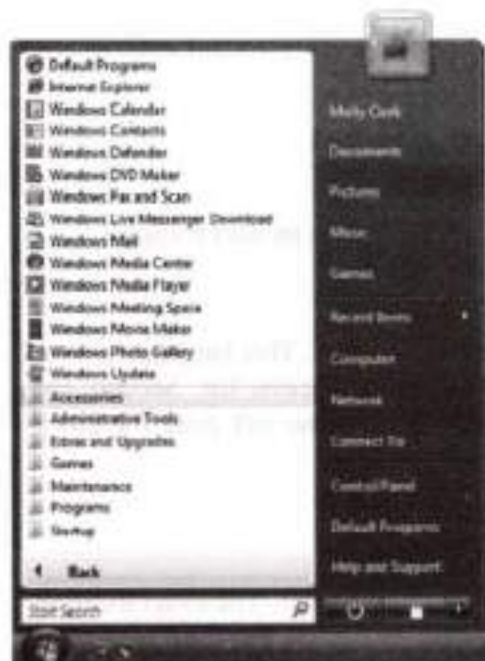 Default Programs
Internet Explorer
Windows Calendar
Windows Contacts
Windows Defender
Windows DVD Maker
Windows Fax and Scan
Windows Live Messenger Download
Windows Mail
Windows Media Center
Windows Media Player
Windows Meeting Space
Windows Movie Maker
Windows Photo Gallery
Windows Update
Accessories
Administrative Tools
Extras and Upgrades
Games
Maintenance
Programs
Startup
Back
Start Search
Molly Clark
Documents
Pictures
Music
Games
Recent Items
Computer
Network
Connect To
Control Panel
Default Programs
Help and Support